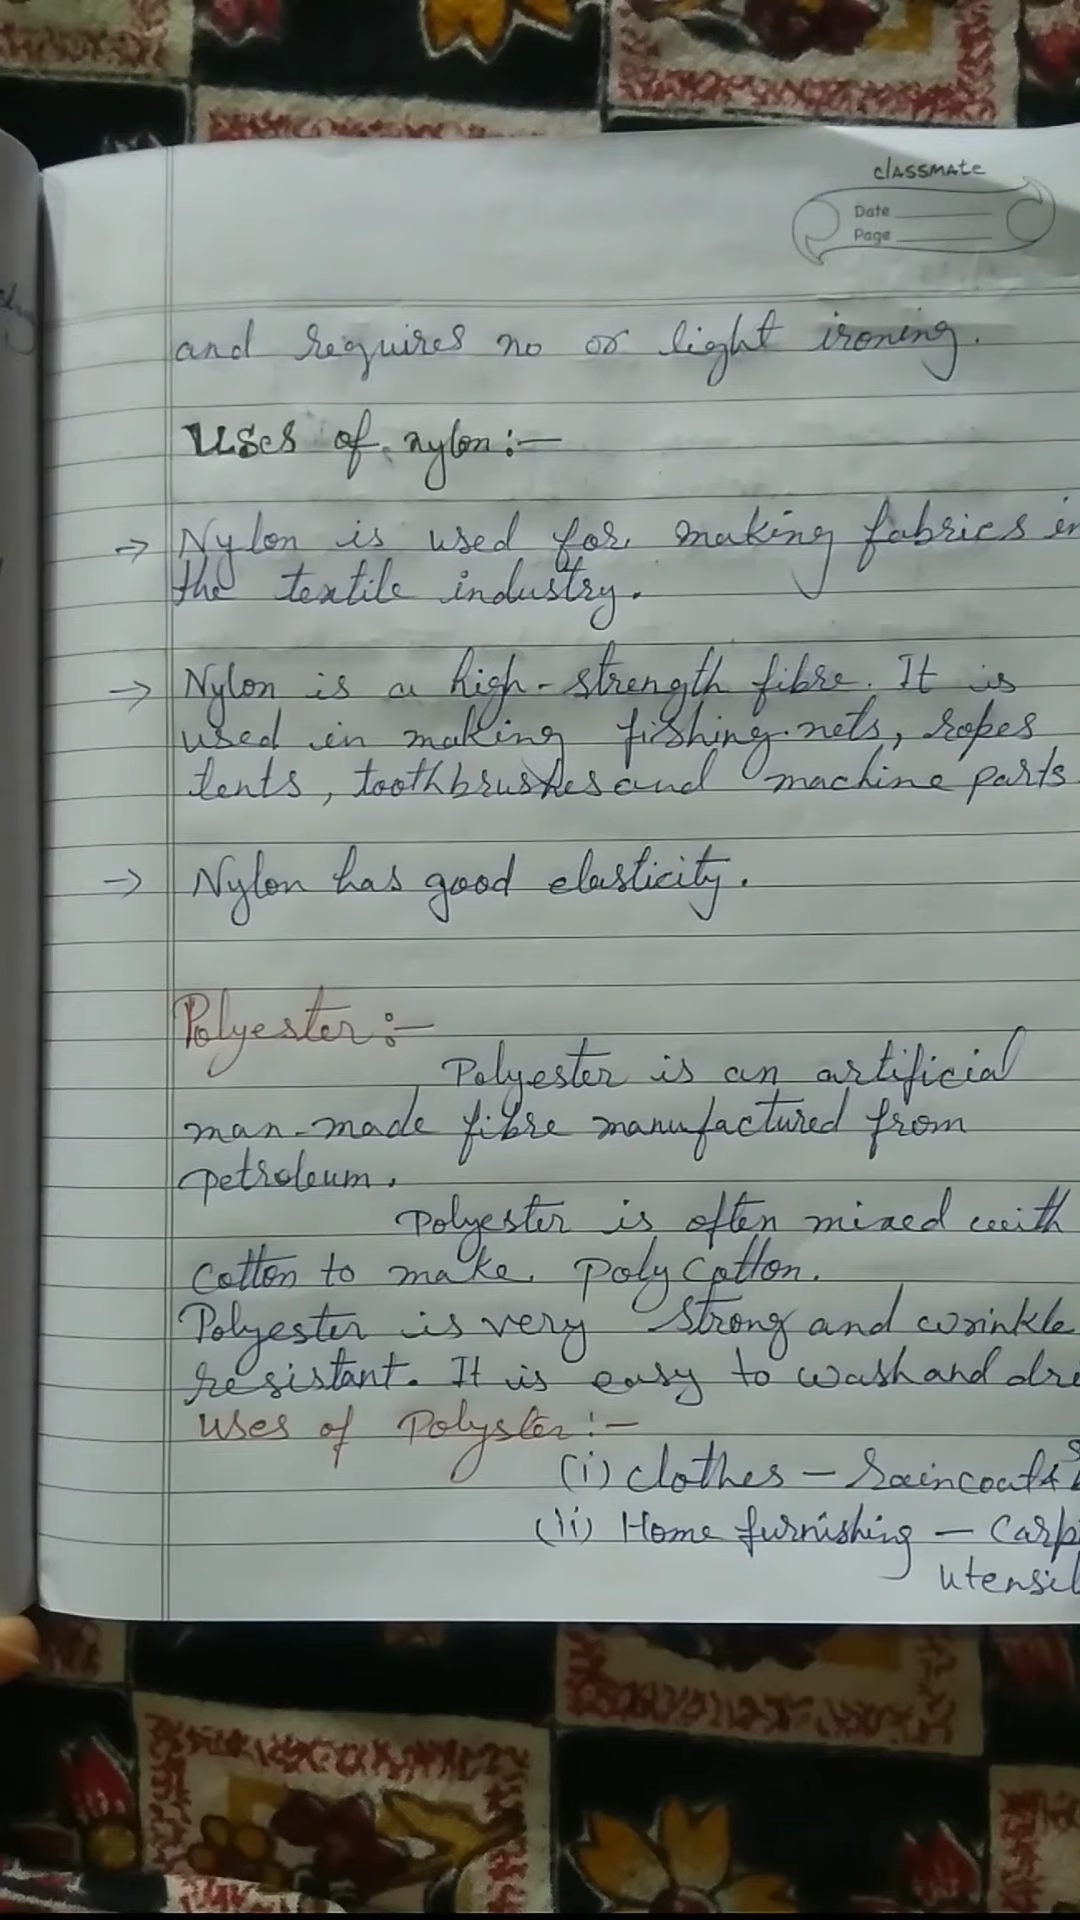 classmate
Date
Page
and requires no or light ironing.
Uses of nylon:-
→ Nylon is used for making fabrics in
the textile industry.
→ Nylon is a high-strength fibre. It is
used in making fishing nets, ropes
tents, toothbrushes and machine parts
→ Nylon has good elasticity.
Polyester:-
Polyester is an artificial
man-made fibre manufactured from
petroleum.
Polyester is often mixed with
Cotton to make. Polycotton.
Polyester is very strong and wrinkle
resistant. It is easy to wash and
Uses of Polyster:-
(i) clothes - raincoats
(ii) Home furnishing -